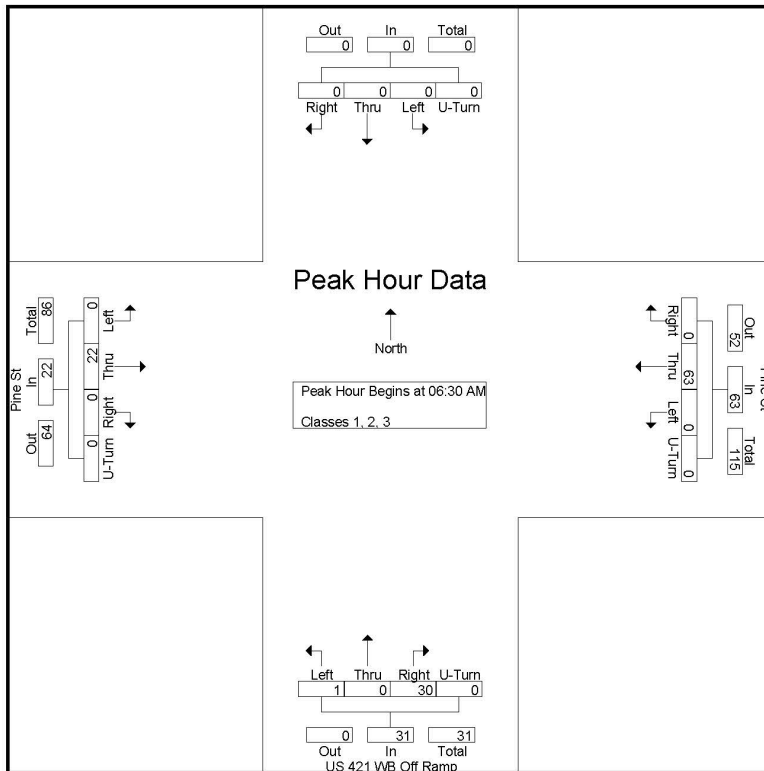 Out In Total
0 0 0
0 0 0 0
Right Thru Left U-Turn
Peak Hour Data
North
Peak Hour Begins at 06:30 AM
Classes 1, 2, 3
Pine St
Total In Out
86 22 64
0 22 0 0
Left Thru Right U-Turn
Right Thru Left U-Turn
0 63 0 0
52 63 115
Out In Total
Pine St
Left Thru Right U-Turn
1 0 30 0
0 31 31
Out In Total
US 421 WB Off Ramp